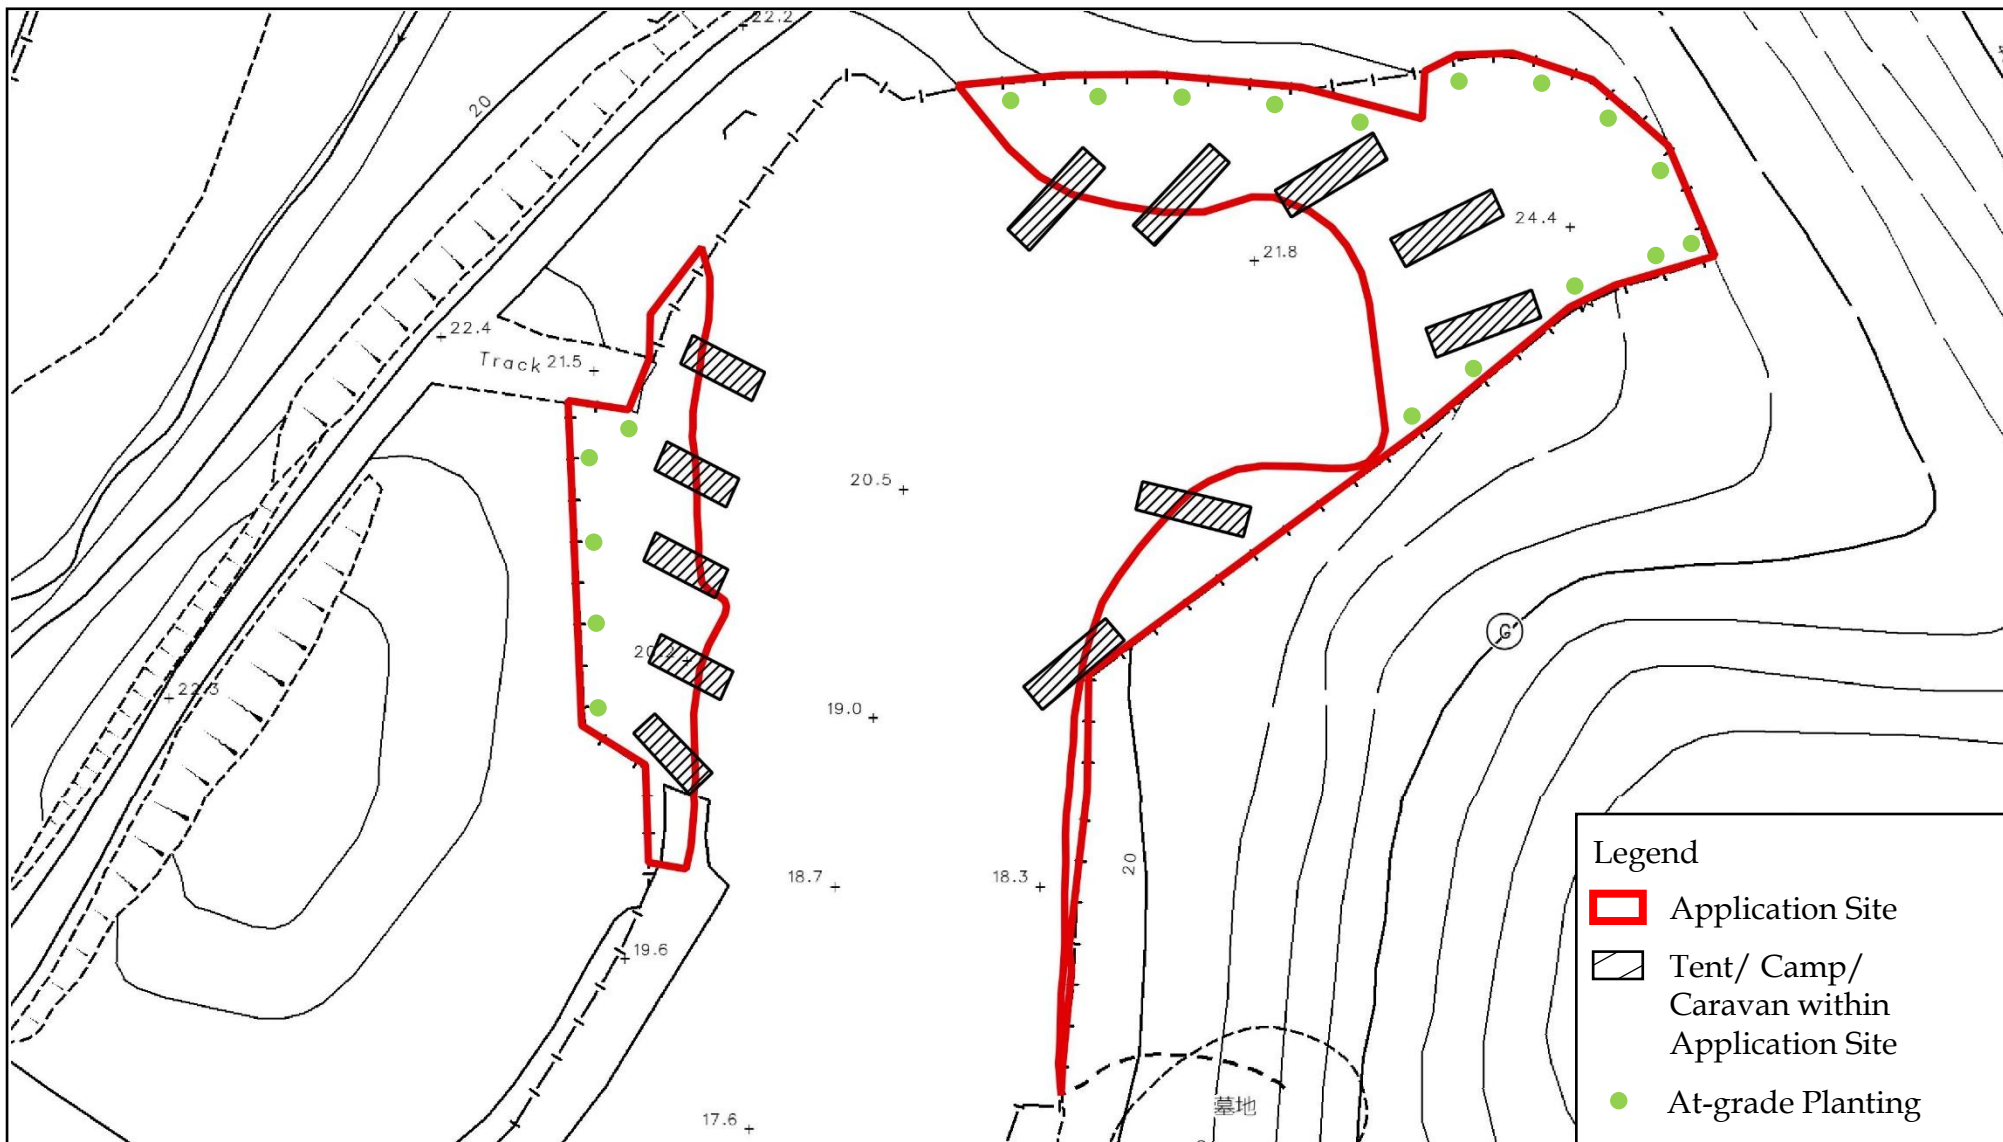 22.2
20
24.4
21.8
22.4
Track 21.5
20.5
20.2
22.3
19.0
G
18.7
18.3
20
19.6
17.6
墓地
Legend
Application Site
Tent/ Camp/
Caravan within
Application Site
At-grade Planting